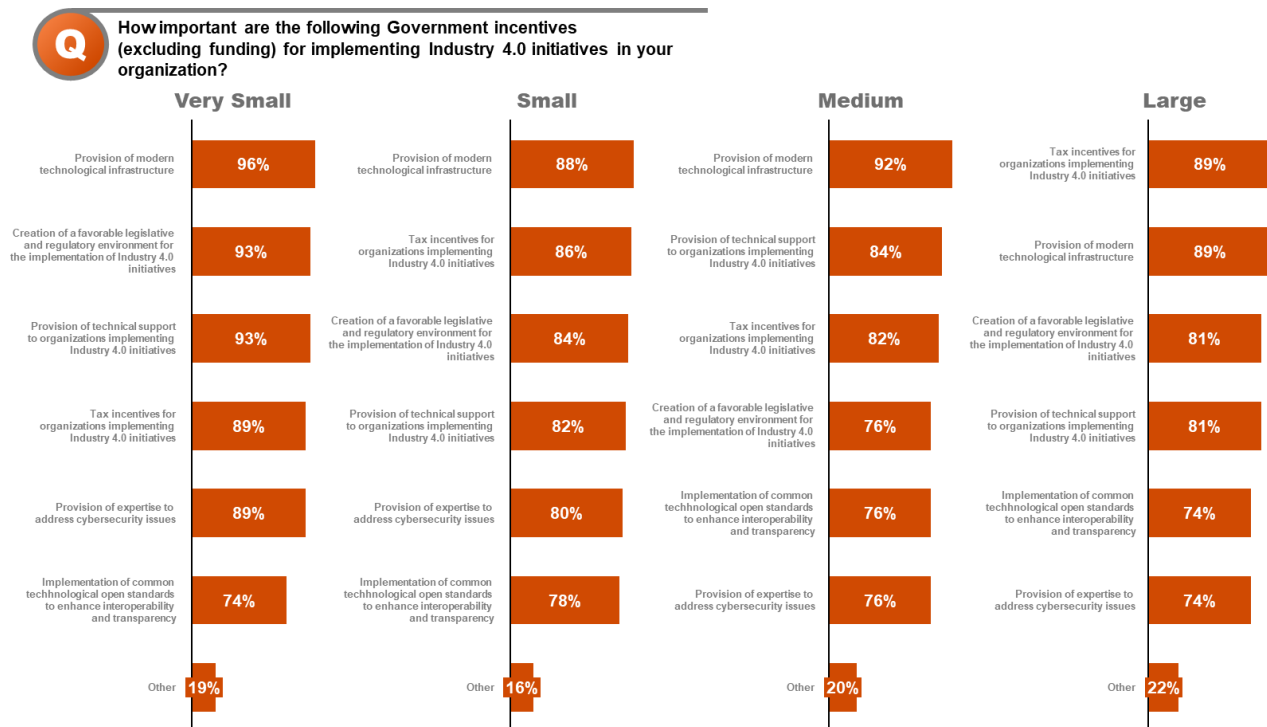 Q
How important are the following Government incentives
(excluding funding) for implementing Industry 4.0 initiatives in your
organization?
Very Small
Provision of modern
technological infrastructure
96%
Creation of a favorable legislative
and regulatory environment for
the implementation of Industry 4.0
initiatives
93%
Provision of technical support
to organizations implementing
Industry 4.0 initiatives
93%
Tax incentives for
organizations implementing
Industry 4.0 initiatives
89%
Provision of expertise to
address cybersecurity issues
89%
Implementation of common
techhnological open standards
to enhance interoperability
and transparency
74%
Other
19%
Small
Provision of modern
technological infrastructure
88%
Tax incentives for
organizations implementing
Industry 4.0 initiatives
86%
Creation of a favorable legislative
and regulatory environment for
the implementation of Industry 4.0
initiatives
84%
Provision of technical support
to organizations implementing
Industry 4.0 initiatives
82%
Provision of expertise to
address cybersecurity issues
80%
Implementation of common
techhnological open standards
to enhance interoperability
and transparency
78%
Other
16%
Medium
Provision of modern
technological infrastructure
92%
Provision of technical support
to organizations implementing
Industry 4.0 initiatives
84%
Tax incentives for
organizations implementing
Industry 4.0 initiatives
82%
Creation of a favorable legislative
and regulatory environment for
the implementation of Industry 4.0
initiatives
76%
Implementation of common
techhnological open standards
to enhance interoperability
and transparency
76%
Provision of expertise to
address cybersecurity issues
76%
Other
20%
Large
Tax incentives for
organizations implementing
Industry 4.0 initiatives
89%
Provision of modern
technological infrastructure
89%
Creation of a favorable legislative
and regulatory environment for
the implementation of Industry 4.0
initiatives
81%
Provision of technical support
to organizations implementing
Industry 4.0 initiatives
81%
Implementation of common
techhnological open standards
to enhance interoperability
and transparency
74%
Provision of expertise to
address cybersecurity issues
74%
Other
22%